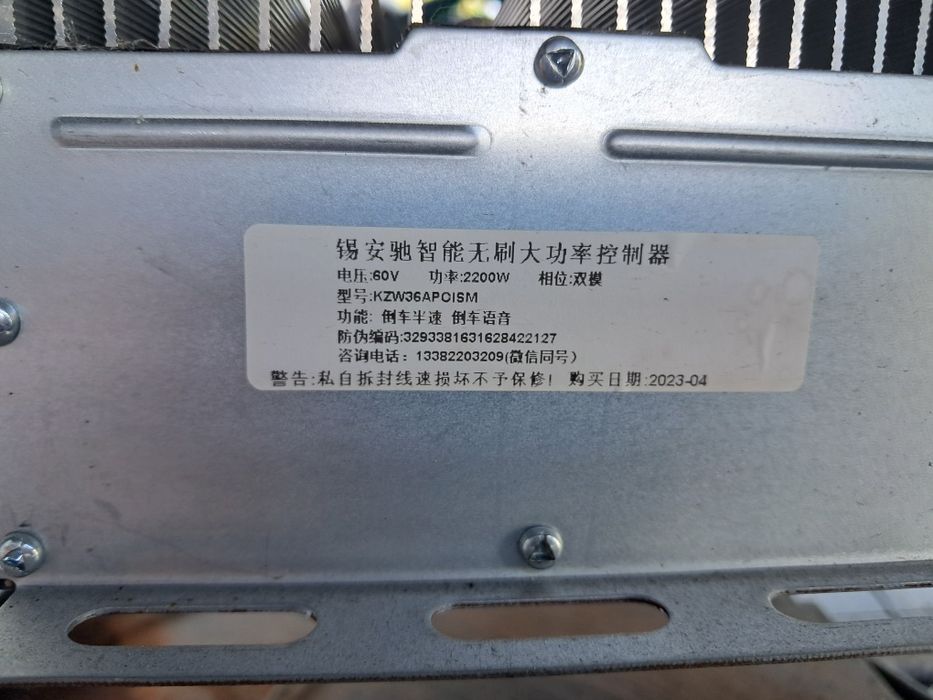 锡安驰智能无刷大功率控制器
电压:60V 功率:2200W 相位:双摸
型号:KZW36APOISM
功能: 倒车半速 倒车语音
防伪编码:3293381631628422127
咨询电话：13382203209(微信同号)
警告:私自拆封线速损坏不予保修! 购买日期:2023-04